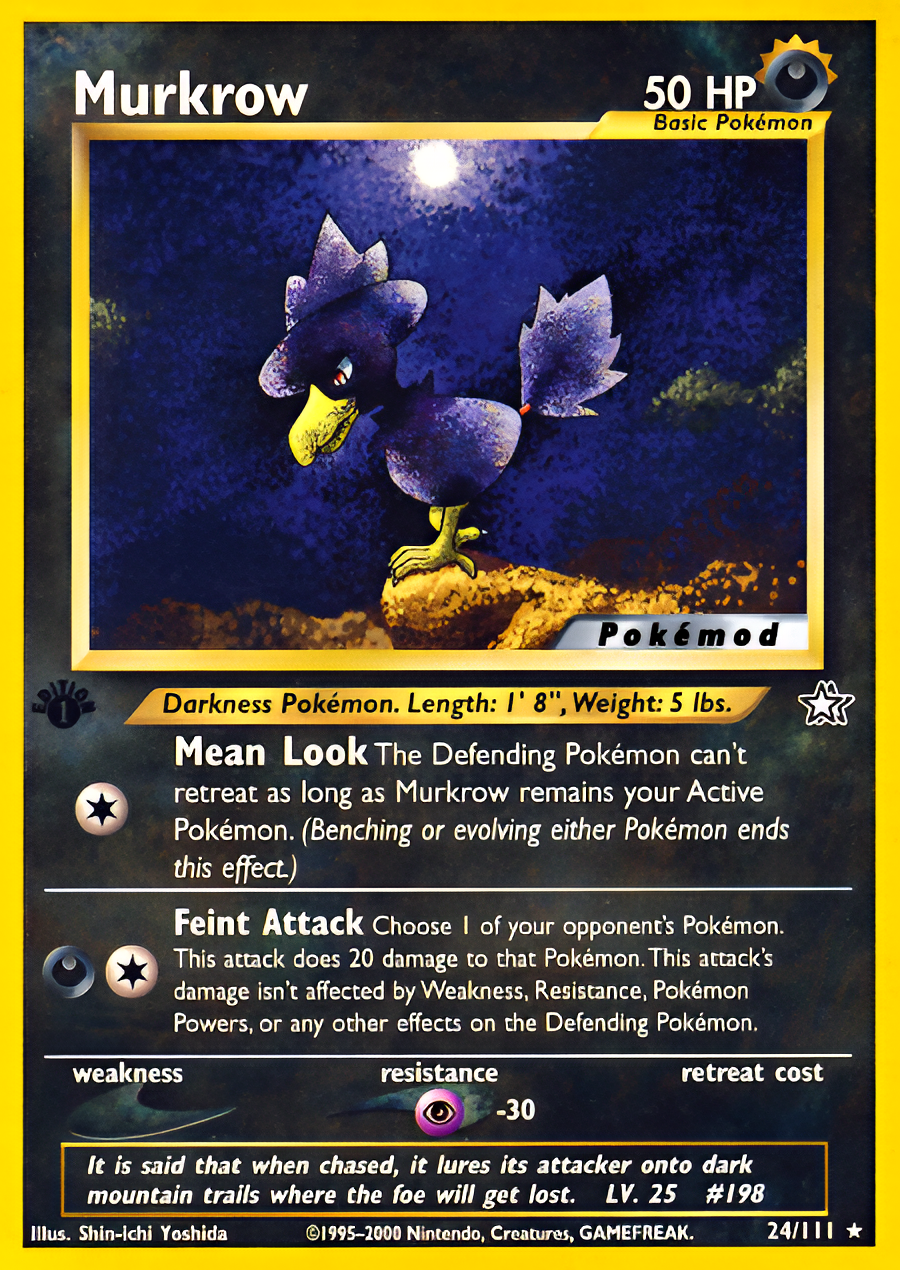 Murkrow
50 HP
Basic Pokémon
Pokémod
EDITION
1
Darkness Pokémon. Length: 1' 8", Weight: 5 lbs.
Mean Look The Defending Pokémon can't
retreat as long as Murkrow remains your Active
Pokémon. (Benching or evolving either Pokémon ends
this effect.)
Feint Attack Choose 1 of your opponent's Pokémon.
This attack does 20 damage to that Pokémon. This attack's
damage isn't affected by Weakness, Resistance, Pokémon
Powers, or any other effects on the Defending Pokémon.
weakness resistance retreat cost
-30
It is said that when chased, it lures its attacker onto dark
mountain trails where the foe will get lost. LV. 25 #198
Illus. Shin-ichi Yoshida ©1995-2000 Nintendo, Creatures, GAMEFREAK. 24/111 ★